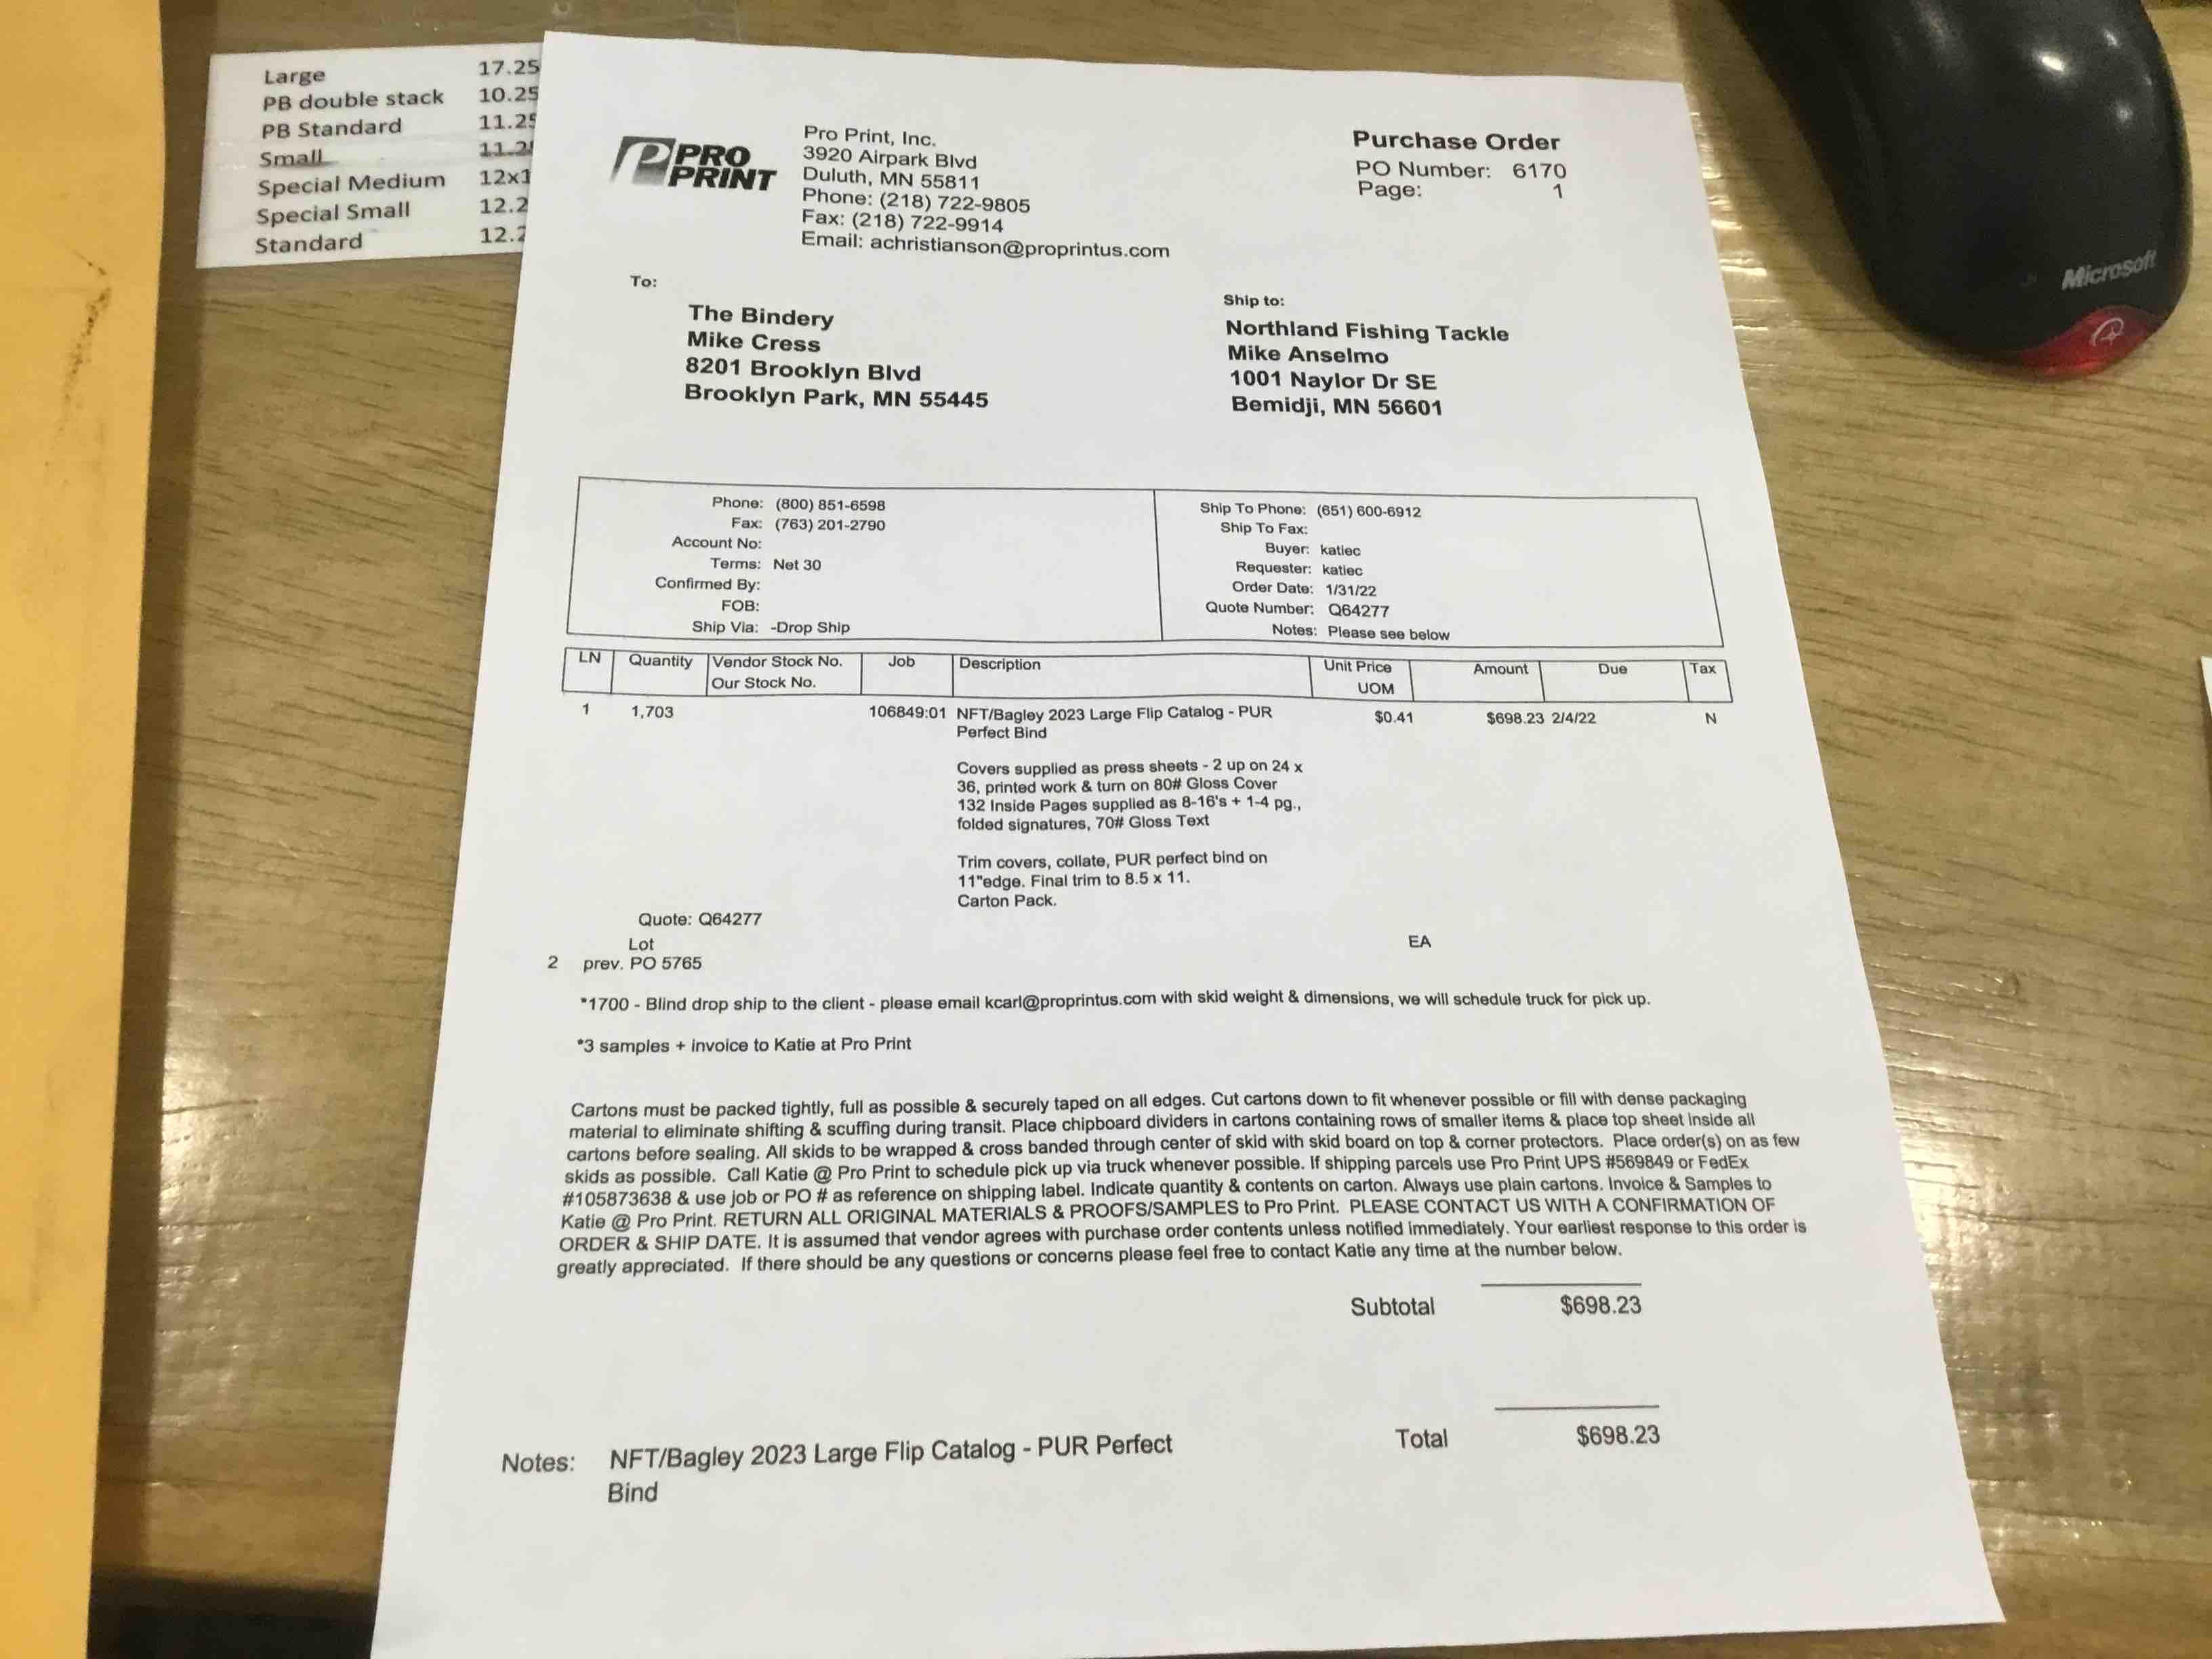 Large 17.25
PB double stack 10.25
PB Standard 11.25
Small
Special Medium
Special Small 12.2
Standard 12.2
PRO
PRINT
Pro Print, Inc.
3920 Airpark Blvd
Duluth, MN 55811
Phone: (218) 722-9805
Fax: (218) 722-9914
Email: achristianson@proprintus.com
Purchase Order
PO Number: 6170
Page: 1
To:
The Bindery
Mike Cress
8201 Brooklyn Blvd
Brooklyn Park, MN 55445
Ship to:
Northland Fishing Tackle
Mike Anselmo
1001 Naylor Dr SE
Bemidji, MN 56601
Phone: (800) 851-6598
Fax: (763) 201-2790
Account No:
Terms: Net 30
Confirmed By:
FOB:
Ship Via: -Drop Ship
Ship To Phone: (651) 600-6912
Ship To Fax:
Buyer: katiec
Requester: katiec
Order Date: 1/31/22
Quote Number: Q64277
Notes: Please see below
LN Quantity Vendor Stock No. Job Description Unit Price Amount Due Tax
Our Stock No. UOM
1 1,703 106849:01 NFT/Bagley 2023 Large Flip Catalog - PUR $0.41 $698.23 2/4/22 N
Perfect Bind
Covers supplied as press sheets - 2 up on 24 x
36, printed work & turn on 80# Gloss Cover
132 Inside Pages supplied as 8-16's + 1-4 pg.,
folded signatures, 70# Gloss Text
Trim covers, collate, PUR perfect bind on
11"edge. Final trim to 8.5 x 11.
Carton Pack.
Quote: Q64277
Lot EA
2 prev. PO 5765
*1700 - Blind drop ship to the client - please email kcarl@proprintus.com with skid weight & dimensions, we will schedule truck for pick up.
*3 samples + invoice to Katie at Pro Print
Cartons must be packed tightly, full as possible & securely taped on all edges. Cut cartons down to fit whenever possible or fill with dense packaging
material to eliminate shifting & scuffing during transit. Place chipboard dividers in cartons containing rows of smaller items & place top sheet inside all
cartons before sealing. All skids to be wrapped & cross banded through center of skid with skid board on top & corner protectors. Place order(s) on as few
skids as possible. Call Katie @ Pro Print to schedule pick up via truck whenever possible. If shipping parcels use Pro Print UPS #569849 or FedEx
#105873638 & use job or PO # as reference on shipping label. Indicate quantity & contents on carton. Always use plain cartons. Invoice & Samples to
Katie @ Pro Print. RETURN ALL ORIGINAL MATERIALS & PROOFS/SAMPLES to Pro Print. PLEASE CONTACT US WITH A CONFIRMATION OF
ORDER & SHIP DATE. It is assumed that vendor agrees with purchase order contents unless notified immediately. Your earliest response to this order is
greatly appreciated. If there should be any questions or concerns please feel free to contact Katie any time at the number below.
Subtotal $698.23
Total $698.23
Notes: NFT/Bagley 2023 Large Flip Catalog - PUR Perfect
Bind
Microsoft